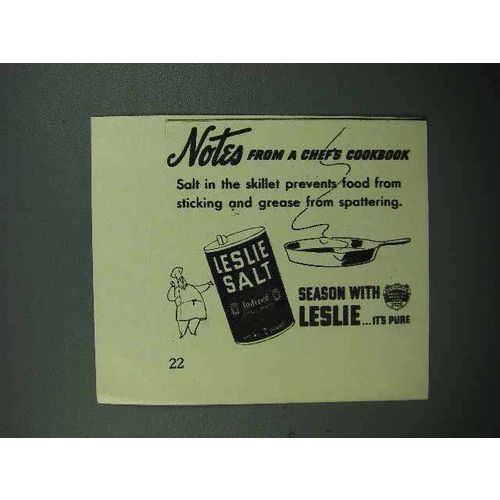 Notes FROM A CHEF'S COOKBOOK
Salt in the skillet prevents food from
sticking and grease from spattering.
LESLIE
SALT
Iodized
SEASON WITH
LESLIE...IT'S PURE
22